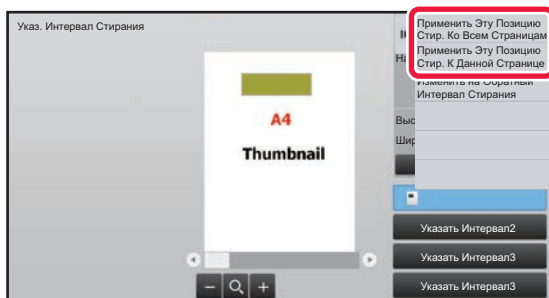 Указ. Интервал Стирания
Применить Эту Позицию
Стир. Ко Всем Страницам
Применить Эту Позицию
Стир. К Данной Странице
Изменить на Обратный
Интервал Стирания
A4
Thumbnail
Указать Интервал2
Указать Интервал3
Указать Интервал3